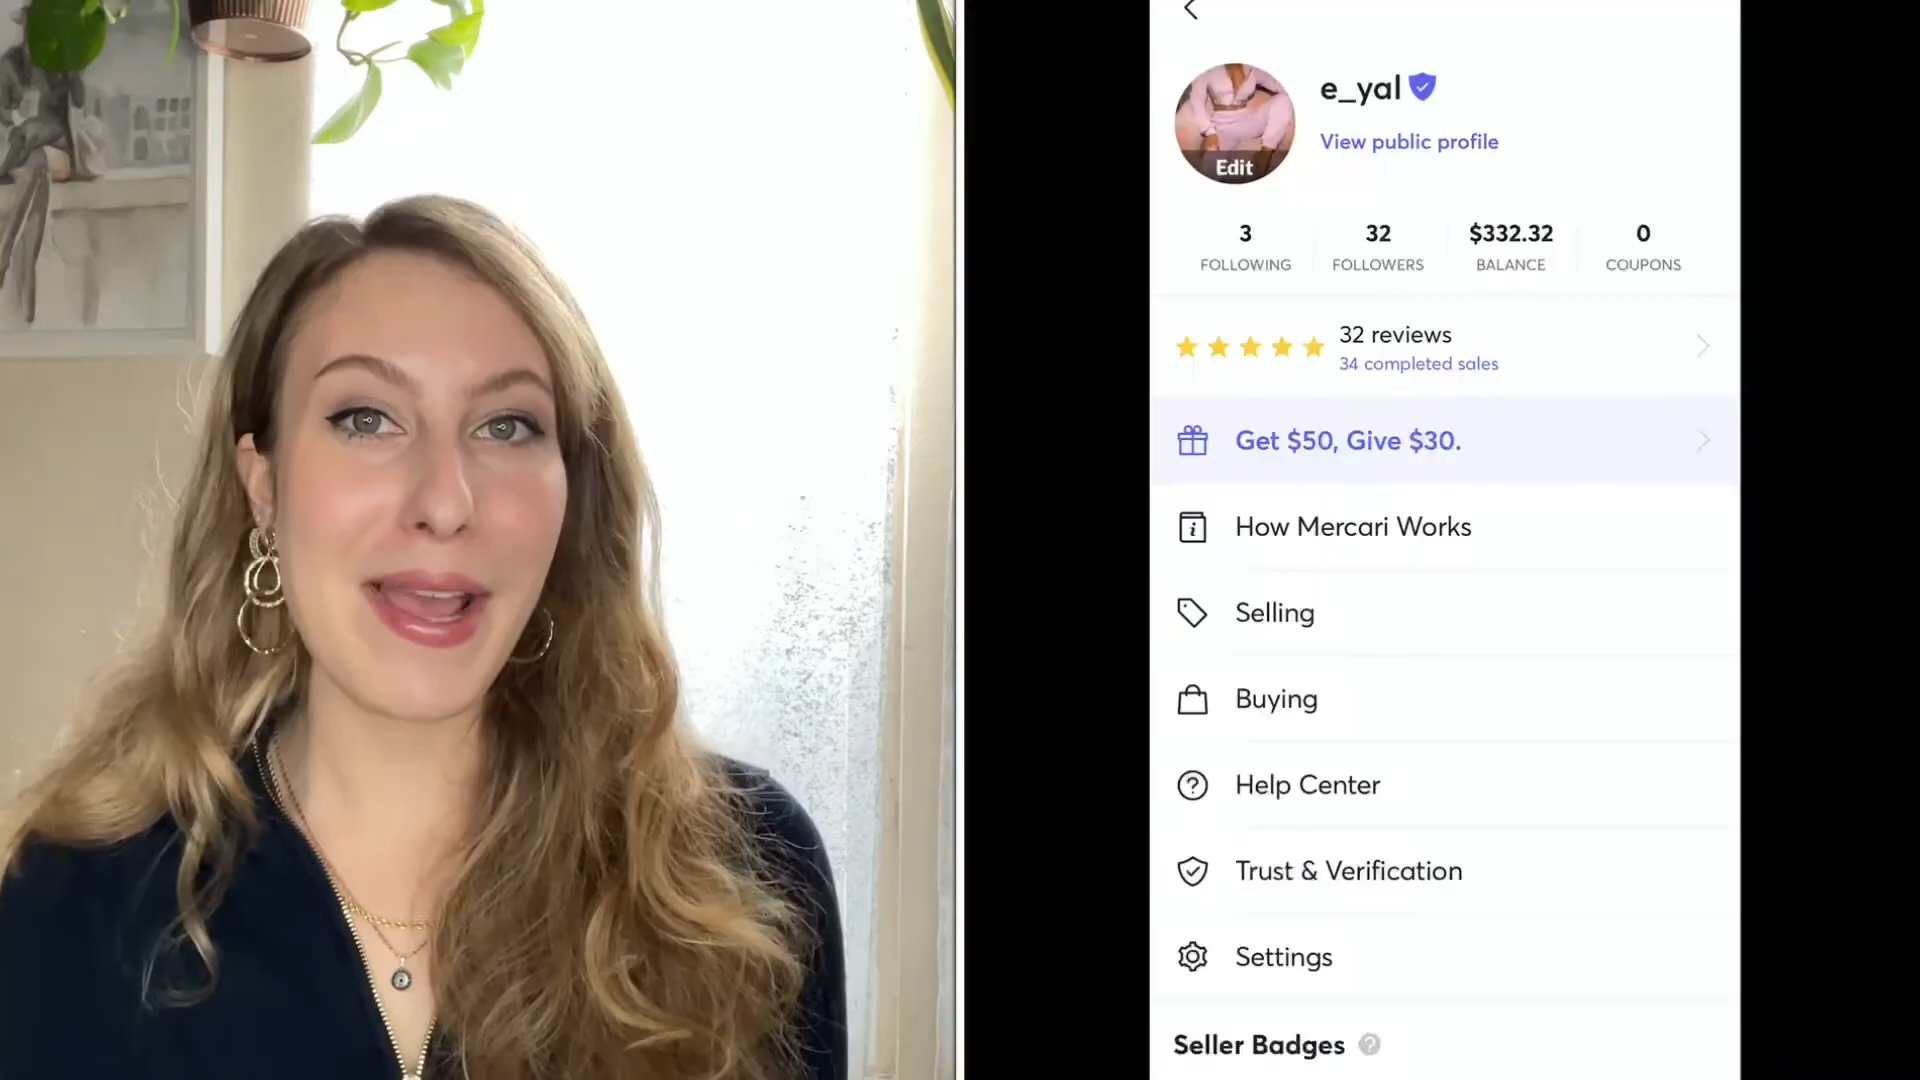 e_yal
View public profile
Edit
3
FOLLOWING
32
FOLLOWERS
$332.32
BALANCE
0
COUPONS
32 reviews
34 completed sales
Get $50, Give $30.
How Mercari Works
Selling
Buying
Help Center
Trust & Verification
Settings
Seller Badges ?